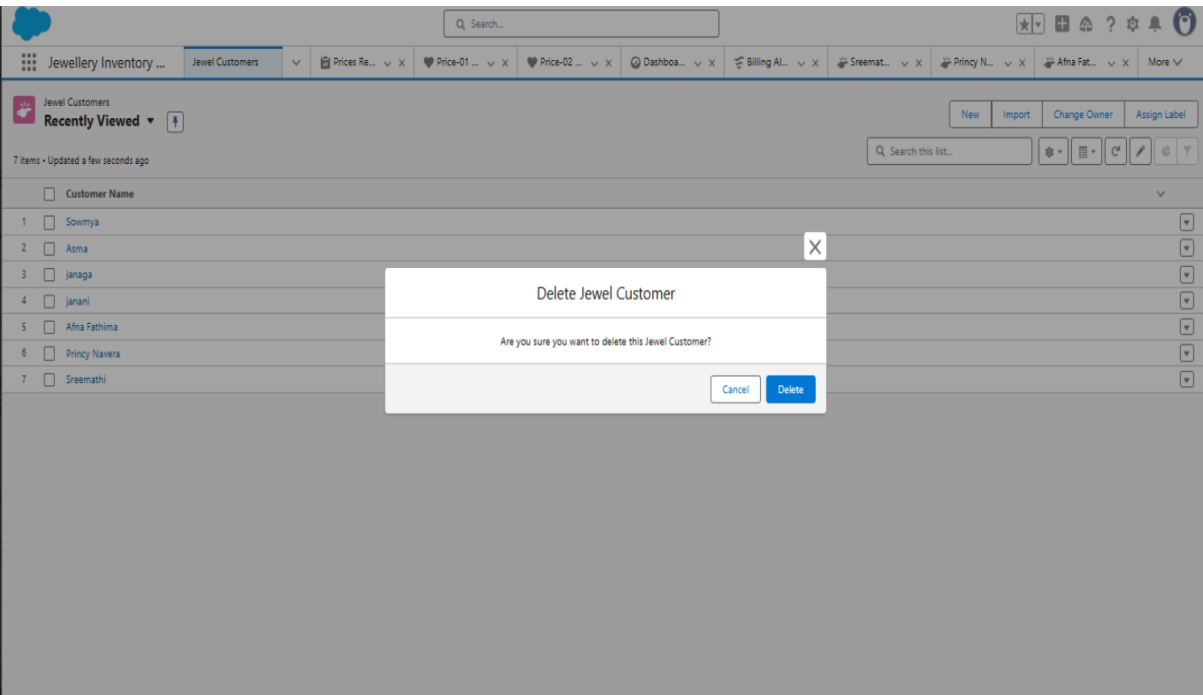 Search...
Jewellery Inventory ... Jewel Customers Prices Re... Price-01 ... Price-02 ... Dashboa... Billing Al... Sreemat... Princy N... Afna Fat... More
Jewel Customers
Recently Viewed
New Import Change Owner Assign Label
7 items • Updated a few seconds ago
Search this list...
Customer Name
1 Sowmya
2 Asma
3 janaga
4 janani
5 Afna Fathima
6 Princy Navera
7 Sreemathi
Delete Jewel Customer
Are you sure you want to delete this Jewel Customer?
Cancel Delete